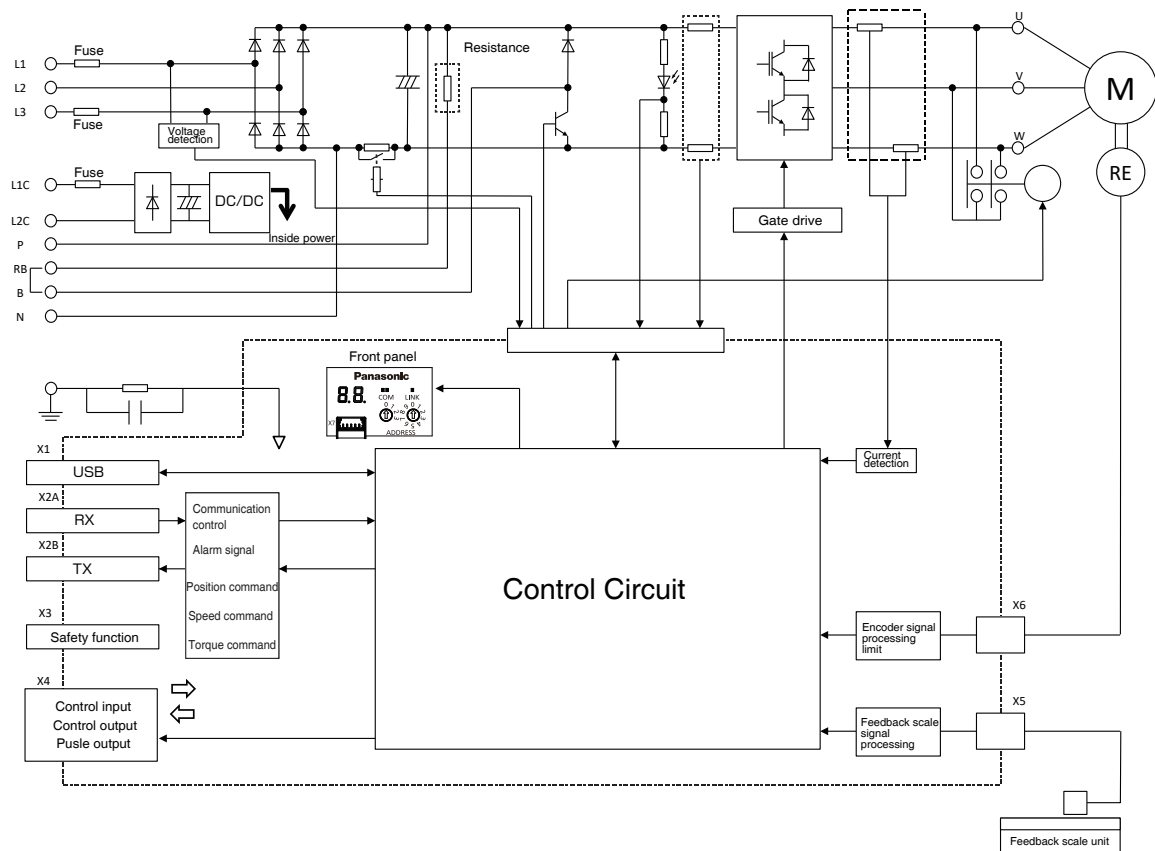 U
Fuse
Resistance
L1
L2
V
M
L3
Fuse
Voltage
detection
W
RE
L1C
Fuse
DC/DC
L2C
Inside power
Gate drive
P
RB
B
N
Front panel
Panasonic
8.8.
COM
LINK
X7
ADDRESS
X1
USB
Current
detection
X2A
RX
Communication
control
Alarm signal
X2B
TX
Position command
Speed command
Torque command
Control Circuit
X3
Safety function
X6
Encoder signal
processing
limit
X4
Control input
Control output
Pusle output
X5
Feedback scale
signal
processing
Feedback scale unit